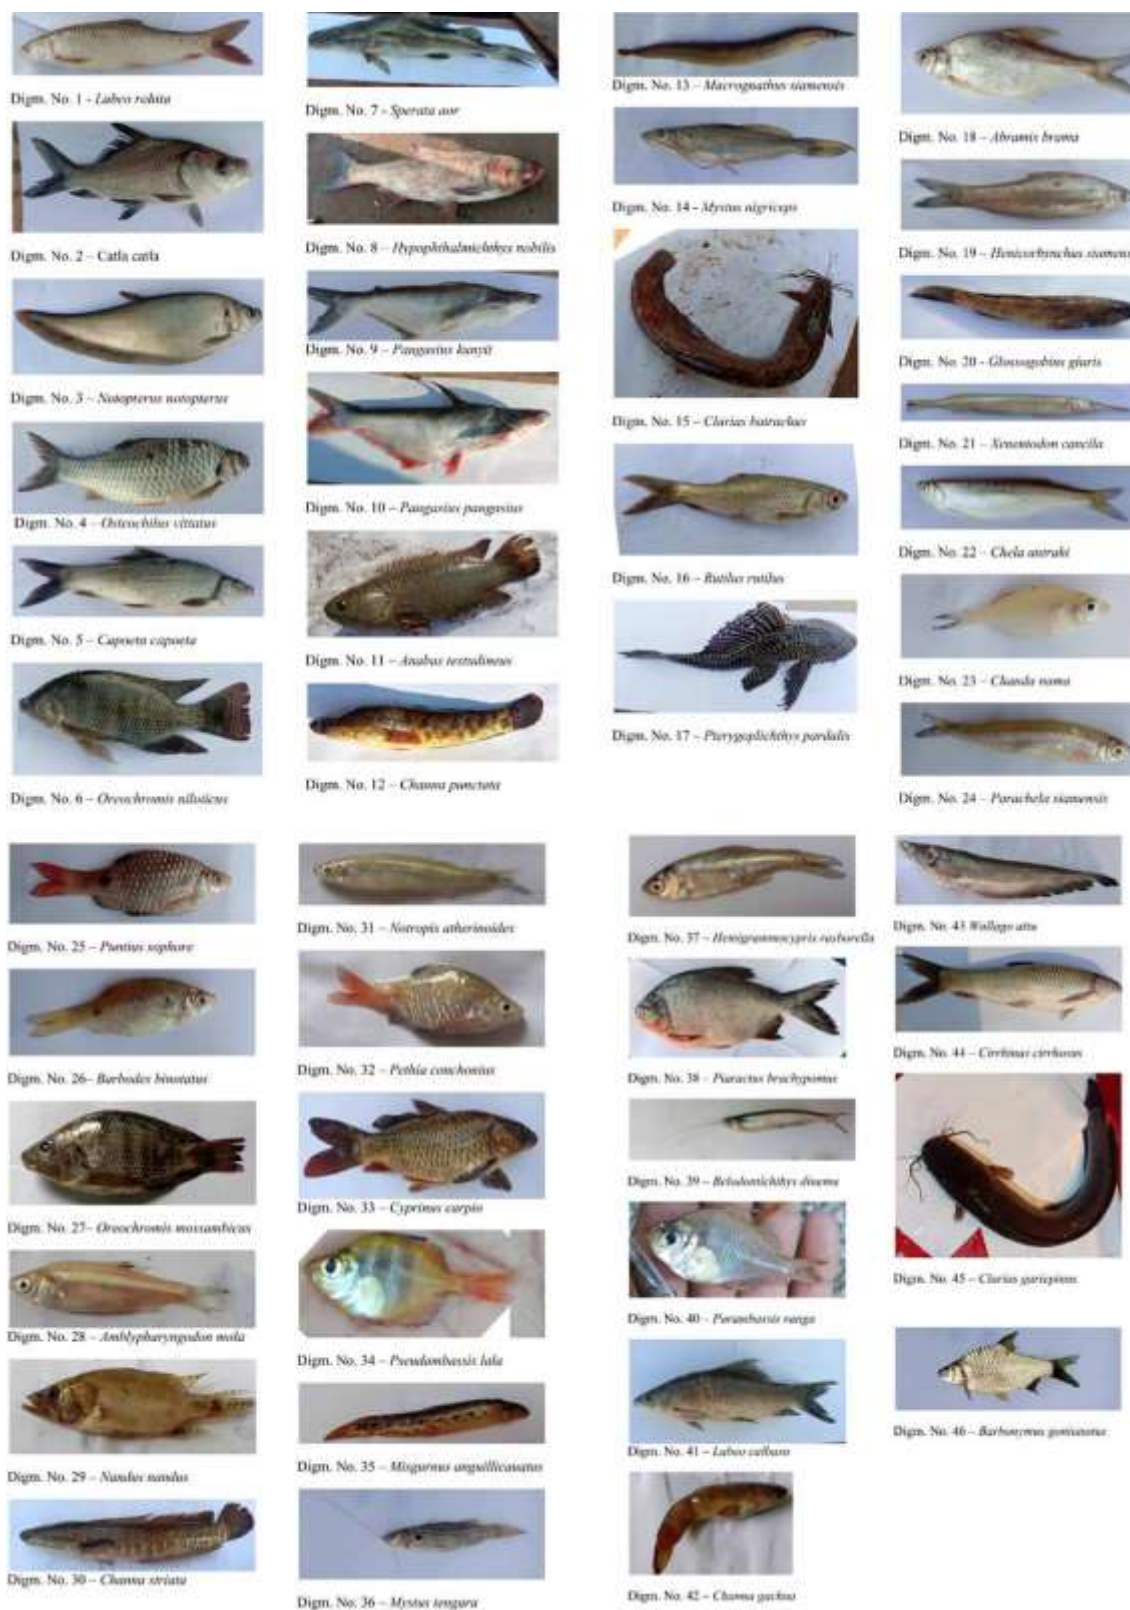 Digm. No. 1 - Labeo rohita
Digm. No. 2 – Catla catla
Digm. No. 3 – Notopterus notopterus
Digm. No. 4 – Osteochilus vittatus
Digm. No. 5 – Capoeta capoeta
Digm. No. 6 – Oreochromis niloticus
Digm. No. 7 - Sperata aor
Digm. No. 8 – Hypophthalmichthys nobilis
Digm. No. 9 – Pangasius kunyit
Digm. No. 10 – Pangasius pangasius
Digm. No. 11 – Anabas testudineus
Digm. No. 12 – Channa punctata
Digm. No. 13 – Macrognathus siamensis
Digm. No. 14 - Mystus nigriceps
Digm. No. 15 – Clarias batrachus
Digm. No. 16 – Rutilus rutilus
Digm. No. 17 – Pterygoplichthys pardalis
Digm. No. 18 – Abramis brama
Digm. No. 19 – Henicorhynchus siamens
Digm. No. 20 - Glossogobius giuris
Digm. No. 21 – Xenentodon cancila
Digm. No. 22 – Chela
Digm. No. 23 – Chanda nama
Digm. No. 24 – Parachela siamensis
Digm. No. 25 – Puntius sophore
Digm. No. 26– Barbodes binotatus
Digm. No. 27– Oreochromis mossambicus
Digm. No. 28 – Amblypharyngodon mola
Digm. No. 29 – Nandus nandus
Digm. No. 30 – Channa striata
Digm. No. 31 – Notropis atherinoides
Digm. No. 32 – Pethia conchonius
Digm. No. 33 – Cyprinus carpio
Digm. No. 34 – Pseudambassis lala
Digm. No. 35 – Misgurnus anguillicauatus
Digm. No. 36 – Mystus tengara
Digm. No. 37 – Hemigrammocypris rasborella
Digm. No. 38 – Piaractus brachypomus
Digm. No. 39 – Belodontichthys dinema
Digm. No. 40 - Parambassis ranga
Digm. No. 41 – Labeo calbasu
Digm. No. 42 – Channa gachua
Digm. No. 43 Wallago attu
Digm. No. 44 – Cirrhinus cirrhosus
Digm. No. 45 – Clarias gariepinus
Digm. No. 46 – Barbonymus gonionotus